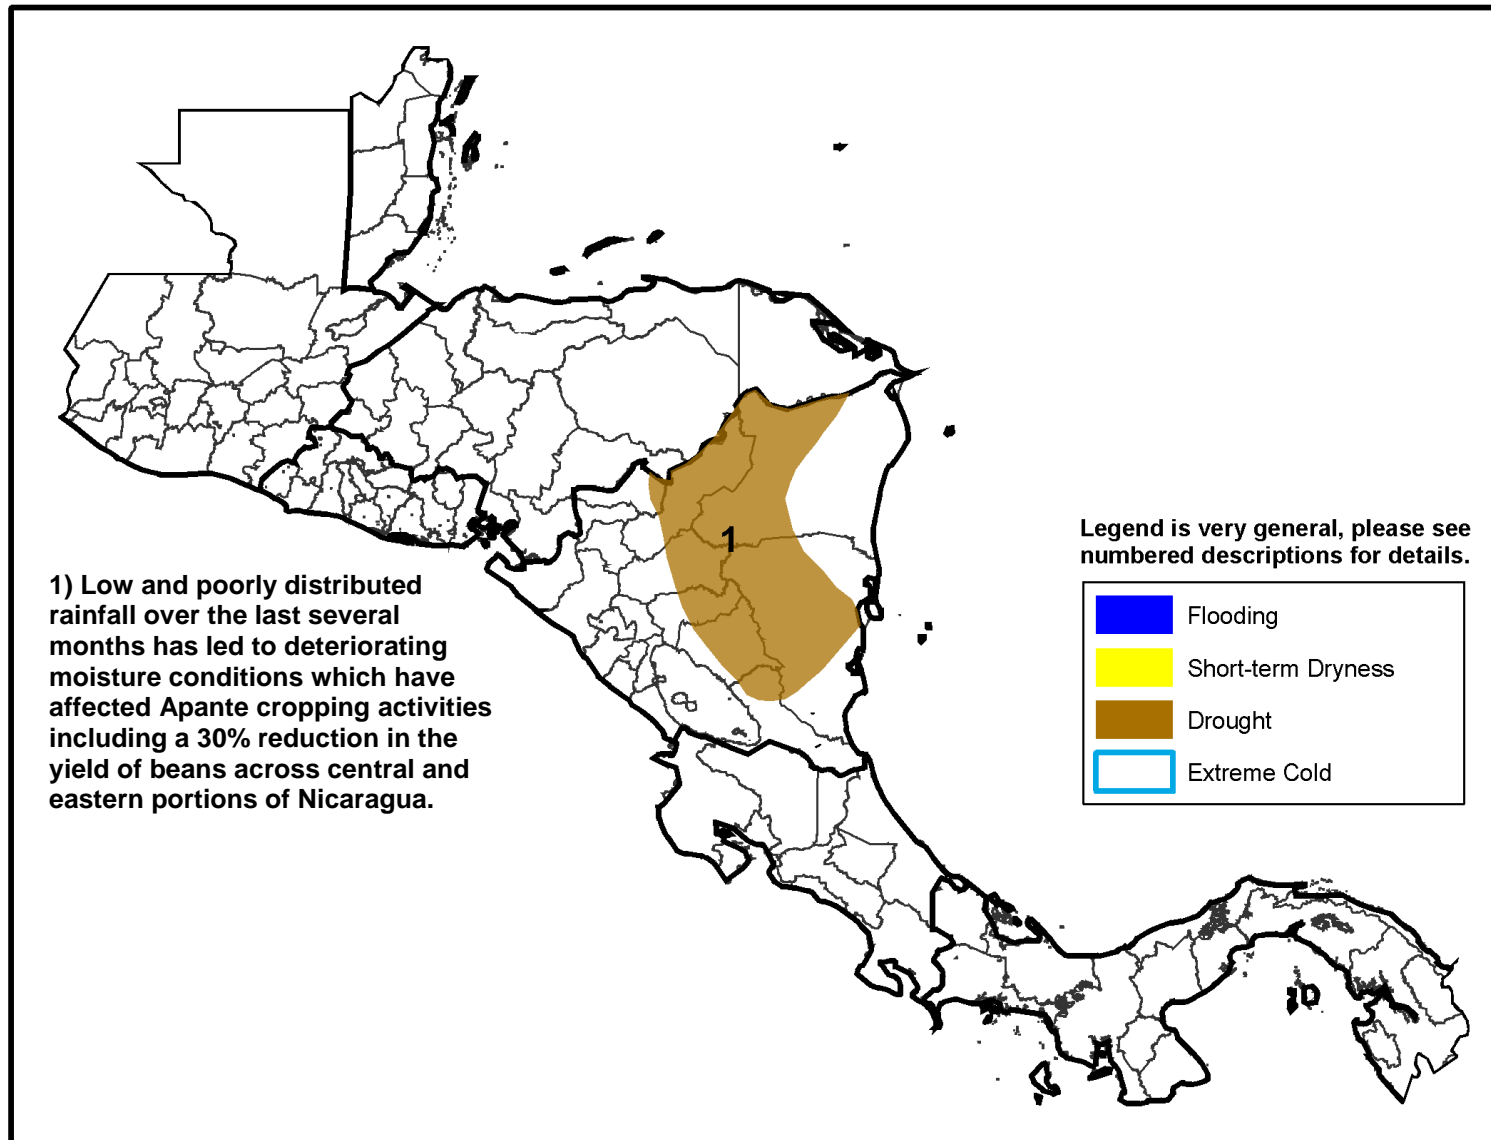 1
Legend is very general, please see
numbered descriptions for details.
Flooding
Short-term Dryness
Drought
Extreme Cold
1) Low and poorly distributed
rainfall over the last several
months has led to deteriorating
moisture conditions which have
affected Apante cropping activities
including a 30% reduction in the
yield of beans across central and
eastern portions of Nicaragua.